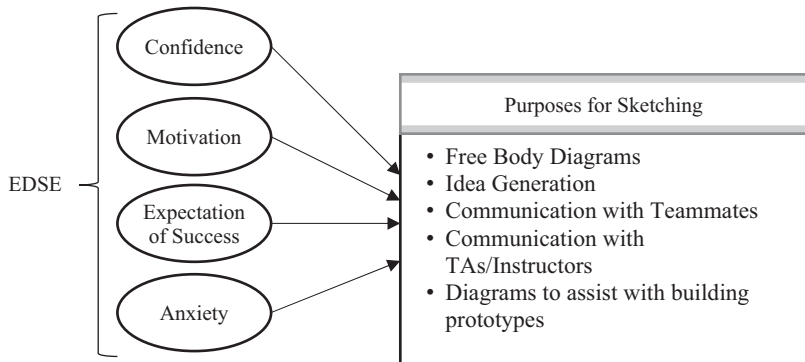 EDSE
Confidence
Motivation
Expectation
of Success
Anxiety
Purposes for Sketching
• Free Body Diagrams
• Idea Generation
• Communication with Teammates
• Communication with
TAs/Instructors
• Diagrams to assist with building
prototypes